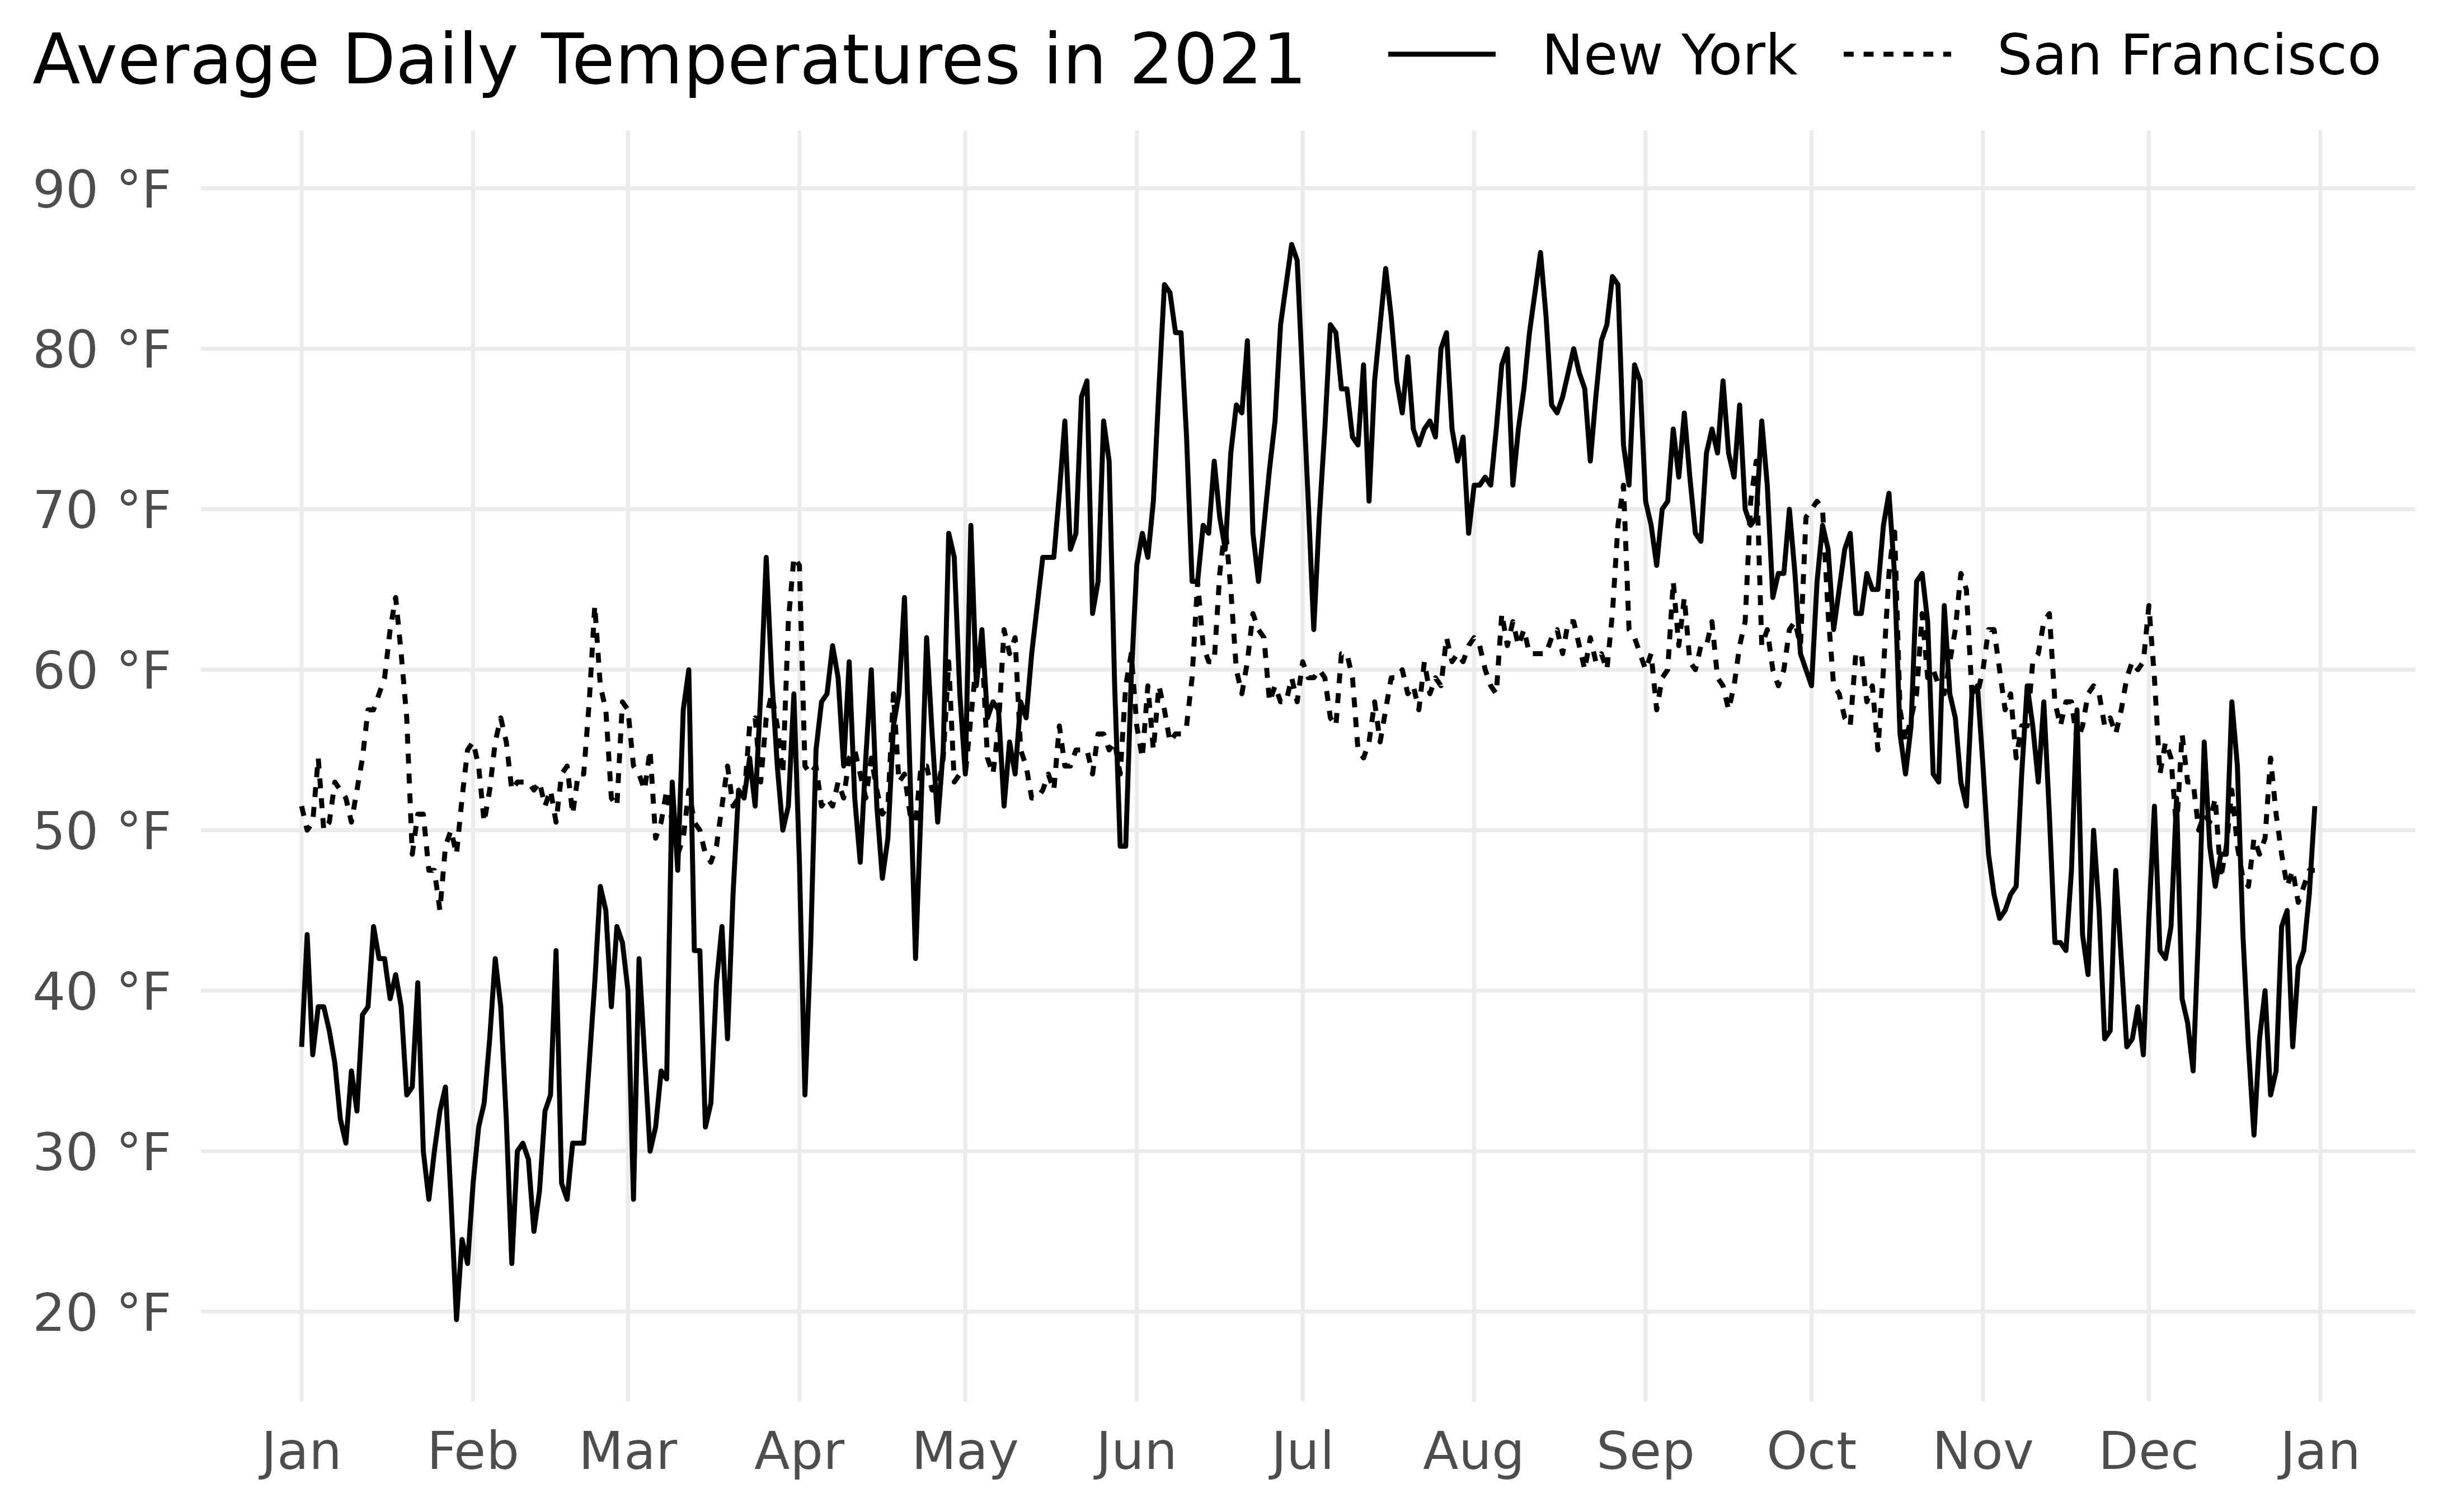 Average Daily Temperatures in 2021
New York
San Francisco
90 °F
80 °F
70 °F
60 °F
50 °F
40 °F
30 °F
20 °F
Jan Feb Mar Apr May Jun Jul Aug Sep Oct Nov Dec Jan